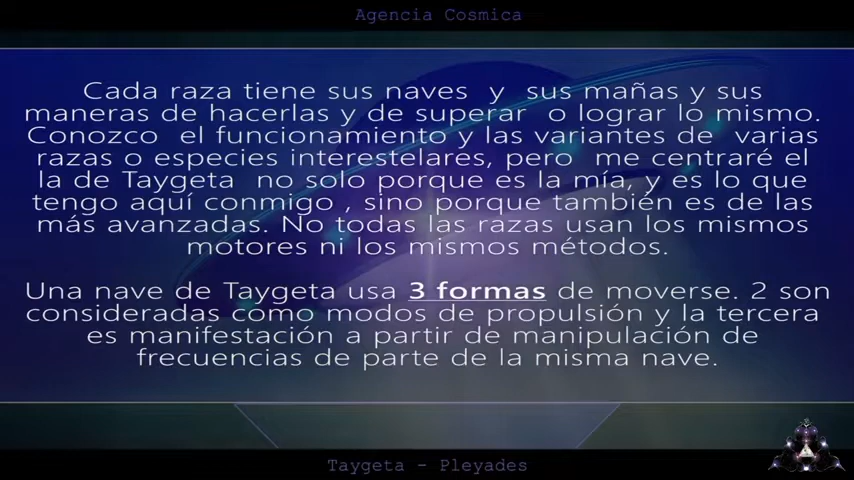 Agencia Cosmica
Cada raza tiene sus naves y sus mañas y sus
maneras de hacerlas y de superar o lograr lo mismo.
Conozco el funcionamiento y las variantes de varias
razas o especies interestelares, pero me centraré el
la de Taygeta no solo porque es la mía, y es lo que
tengo aquí conmigo , sino porque también es de las
más avanzadas. No todas las razas usan los mismos
motores ni los mismos métodos.
Una nave de Taygeta usa 3 formas de moverse. 2 son
consideradas como modos de propulsión y la tercera
es manifestación a partir de manipulación de
frecuencias de parte de la misma nave.
Taygeta - Pleyades